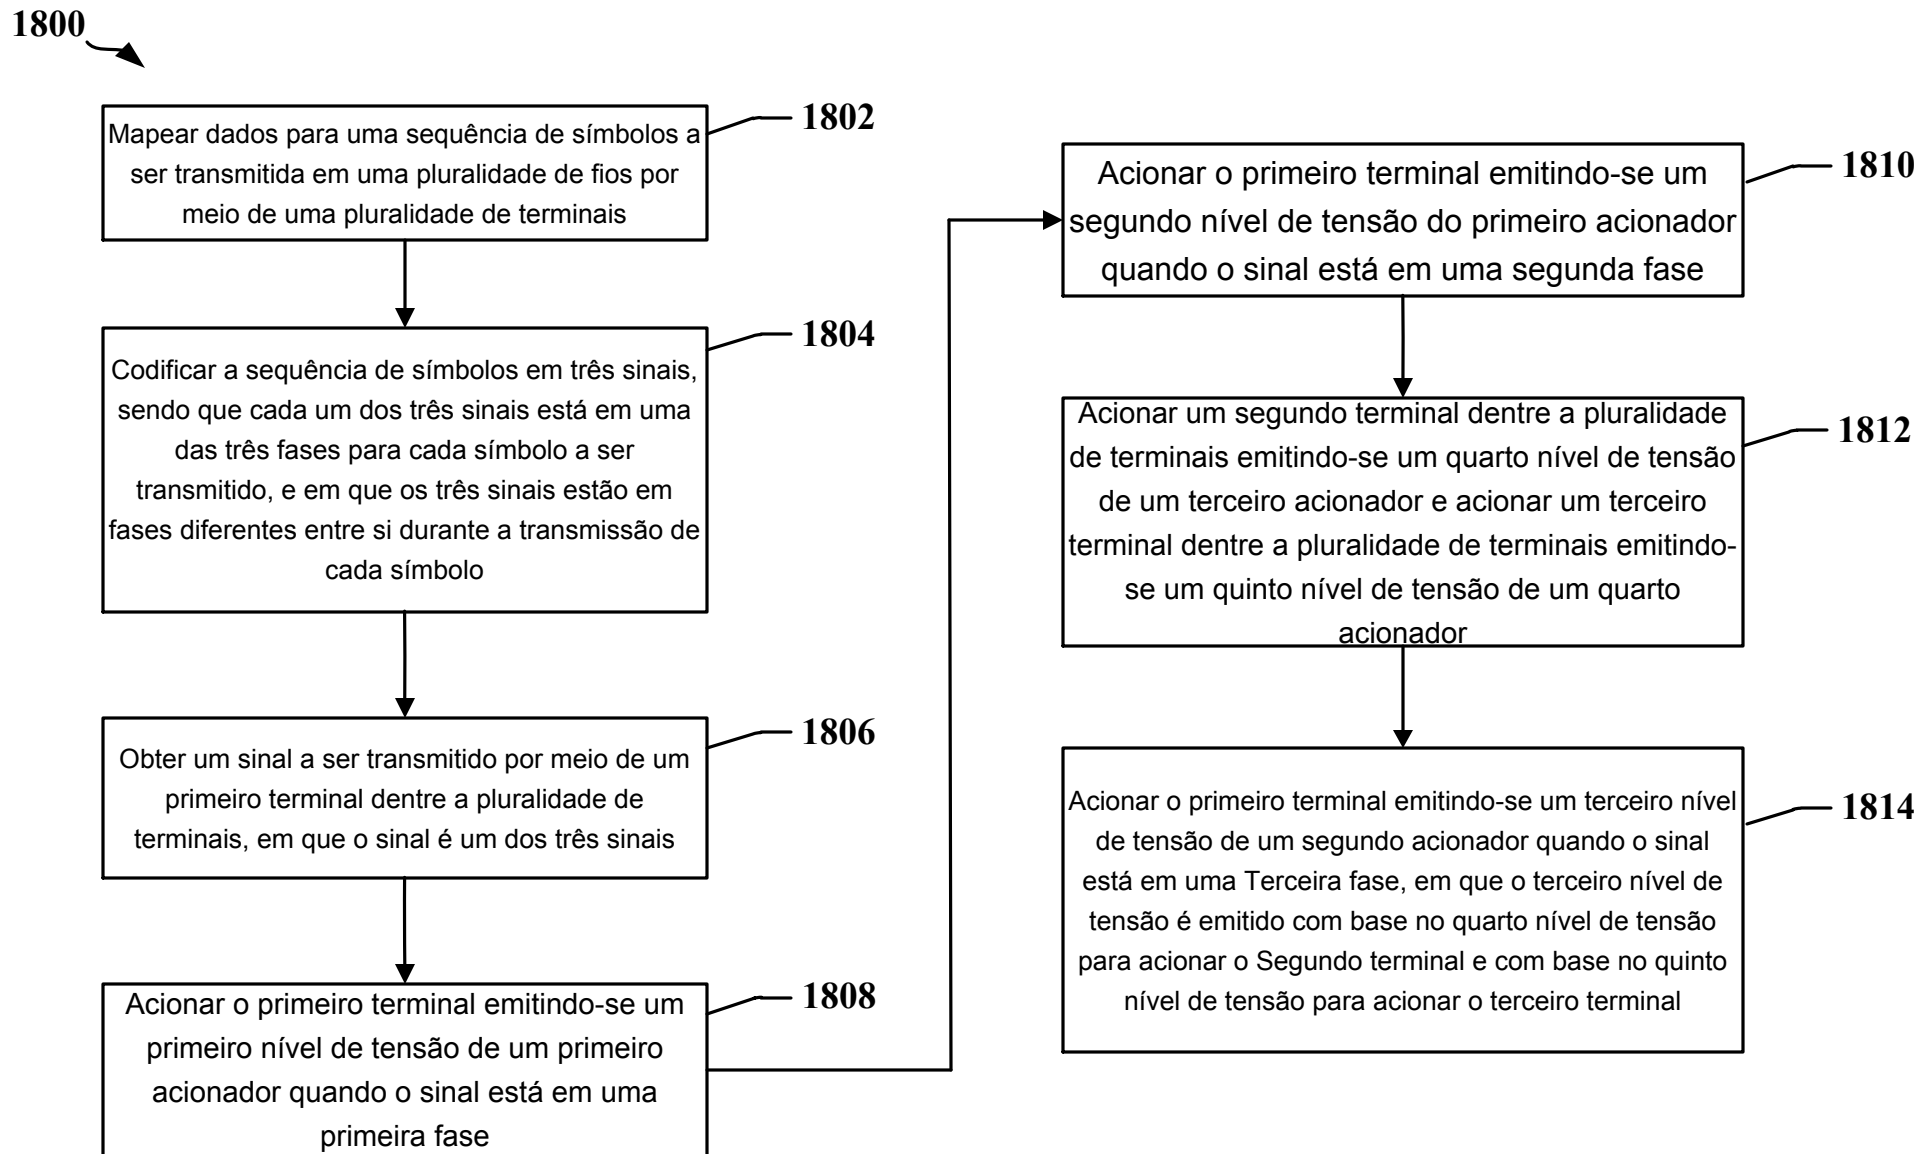 1800
Mapear dados para uma sequência de símbolos a
ser transmitida em uma pluralidade de fios por
meio de uma pluralidade de terminais
1802
Codificar a sequência de símbolos em três sinais,
sendo que cada um dos três sinais está em uma
das três fases para cada símbolo a ser
transmitido, e em que os três sinais estão em
fases diferentes entre si durante a transmissão de
cada símbolo
1804
Obter um sinal a ser transmitido por meio de um
primeiro terminal dentre a pluralidade de
terminais, em que o sinal é um dos três sinais
1806
Acionar o primeiro terminal emitindo-se um
primeiro nível de tensão de um primeiro
acionador quando o sinal está em uma
primeira fase
1808
Acionar o primeiro terminal emitindo-se um
segundo nível de tensão do primeiro acionador
quando o sinal está em uma segunda fase
1810
Acionar um segundo terminal dentre a pluralidade
de terminais emitindo-se um quarto nível de tensão
de um terceiro acionador e acionar um terceiro
terminal dentre a pluralidade de terminais emitindo-
se um quinto nível de tensão de um quarto
acionador
1812
Acionar o primeiro terminal emitindo-se um terceiro nível
de tensão de um segundo acionador quando o sinal
está em uma Terceira fase, em que o terceiro nível de
tensão é emitido com base no quarto nível de tensão
para acionar o Segundo terminal e com base no quinto
nível de tensão para acionar o terceiro terminal
1814